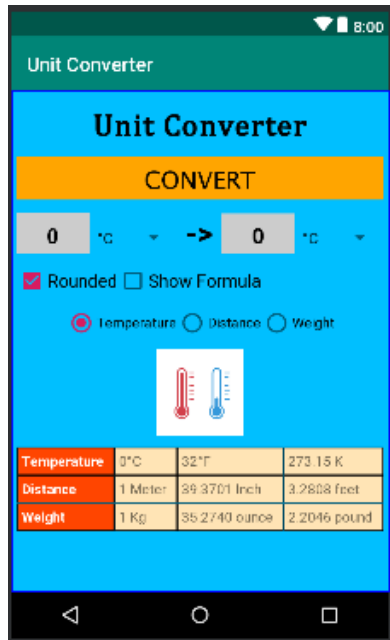 8:00
Unit Converter
Unit Converter
CONVERT
0 °C -> 0 °C
Rounded Show Formula
Temperature Distance Weight
Temperature 0°C 32°F 273.15 K
Distance 1 Meter 39.3701 Inch 3.2808 feet
Weight 1 Kg 35.2740 ounce 2.2046 pound